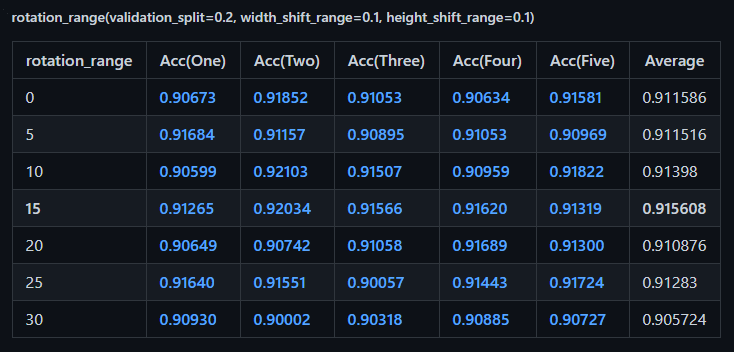 rotation_range(validation_split=0.2, width_shift_range=0.1, height_shift_range=0.1)
rotation_range Acc(One) Acc(Two) Acc(Three) Acc(Four) Acc(Five) Average
0 0.90673 0.91852 0.91053 0.90634 0.91581 0.911586
5 0.91684 0.91157 0.90895 0.91053 0.90969 0.911516
10 0.90599 0.92103 0.91507 0.90959 0.91822 0.91398
15 0.91265 0.92034 0.91566 0.91620 0.91319 0.915608
20 0.90649 0.90742 0.91058 0.91689 0.91300 0.910876
25 0.91640 0.91551 0.90057 0.91443 0.91724 0.91283
30 0.90930 0.90002 0.90318 0.90885 0.90727 0.905724